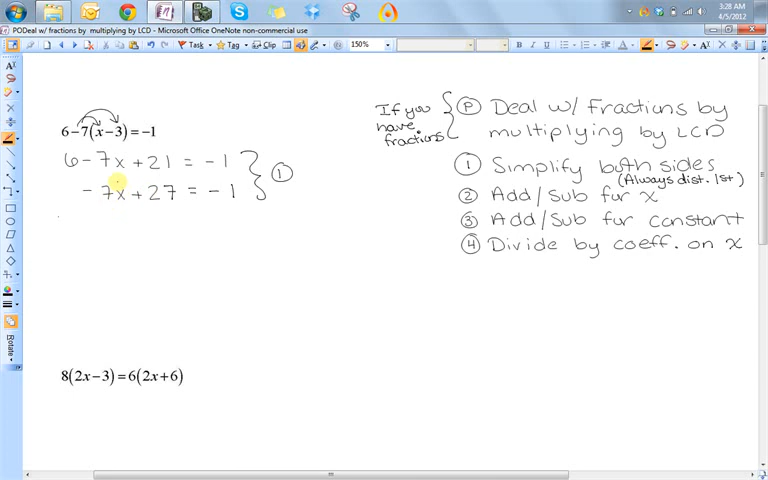 3:28 AM
4/5/2012
PODeal w/ fractions by multiplying by LCD - Microsoft Office OneNote non-commercial use
Task
Tag
Clip
150%
B I U
6 − 7(x − 3) = −1
6 - 7x + 21 = -1
- 7x + 27 = -1
①
If you
have
fractions
Ⓟ Deal w/ Fractions by
multiplying by LCD
① Simplify both sides
(Always dist. 1st)
② Add/Sub for x
③ Add/Sub for constant
④ Divide by coeff. on x
8(2x − 3) = 6(2x + 6)
Rotate